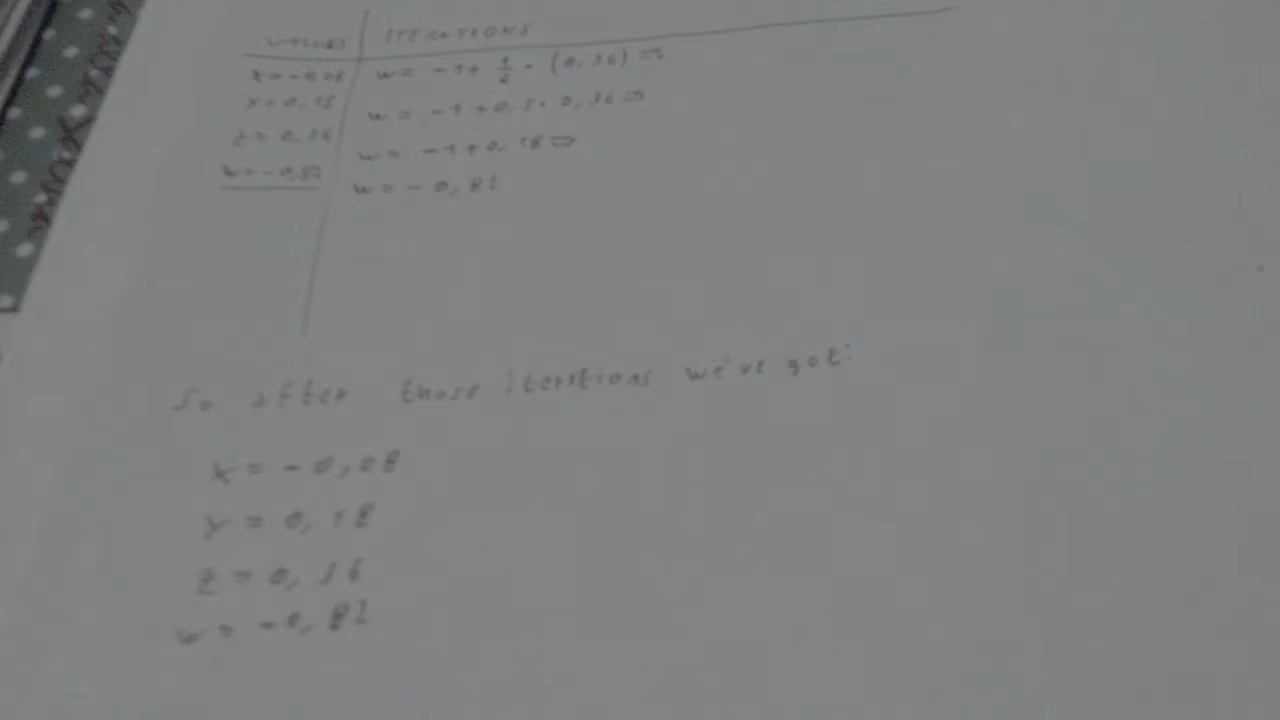 VALUES ITERATIONS
x = -0,08 w = -1 + 1/2 · (0,36) ⇒
y = 0,18 w = -1 + 0,5 · 0,36 ⇒
z = 0,36 w = -1 + 0,18 ⇒
w = -0,82 w = -0,82
So after those iterations we've got:
x = -0,08
y = 0,18
z = 0,36
w = -0,82